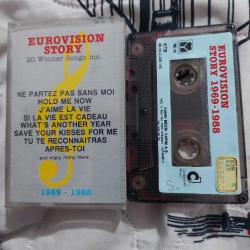 EUROVISION
STORY
20 Winner Songs inc.
NE PARTEZ PAS SANS MOI
HOLD ME NOW
J'AIME LA VIE
SI LA VIE EST CADEAU
WHAT'S ANOTHER YEAR
SAVE YOUR KISSES FOR ME
TU TE RECONNAITRAS
APRES-TOI
and many many more...
1969 - 1988
EUROVISION
STORY 1969-1988